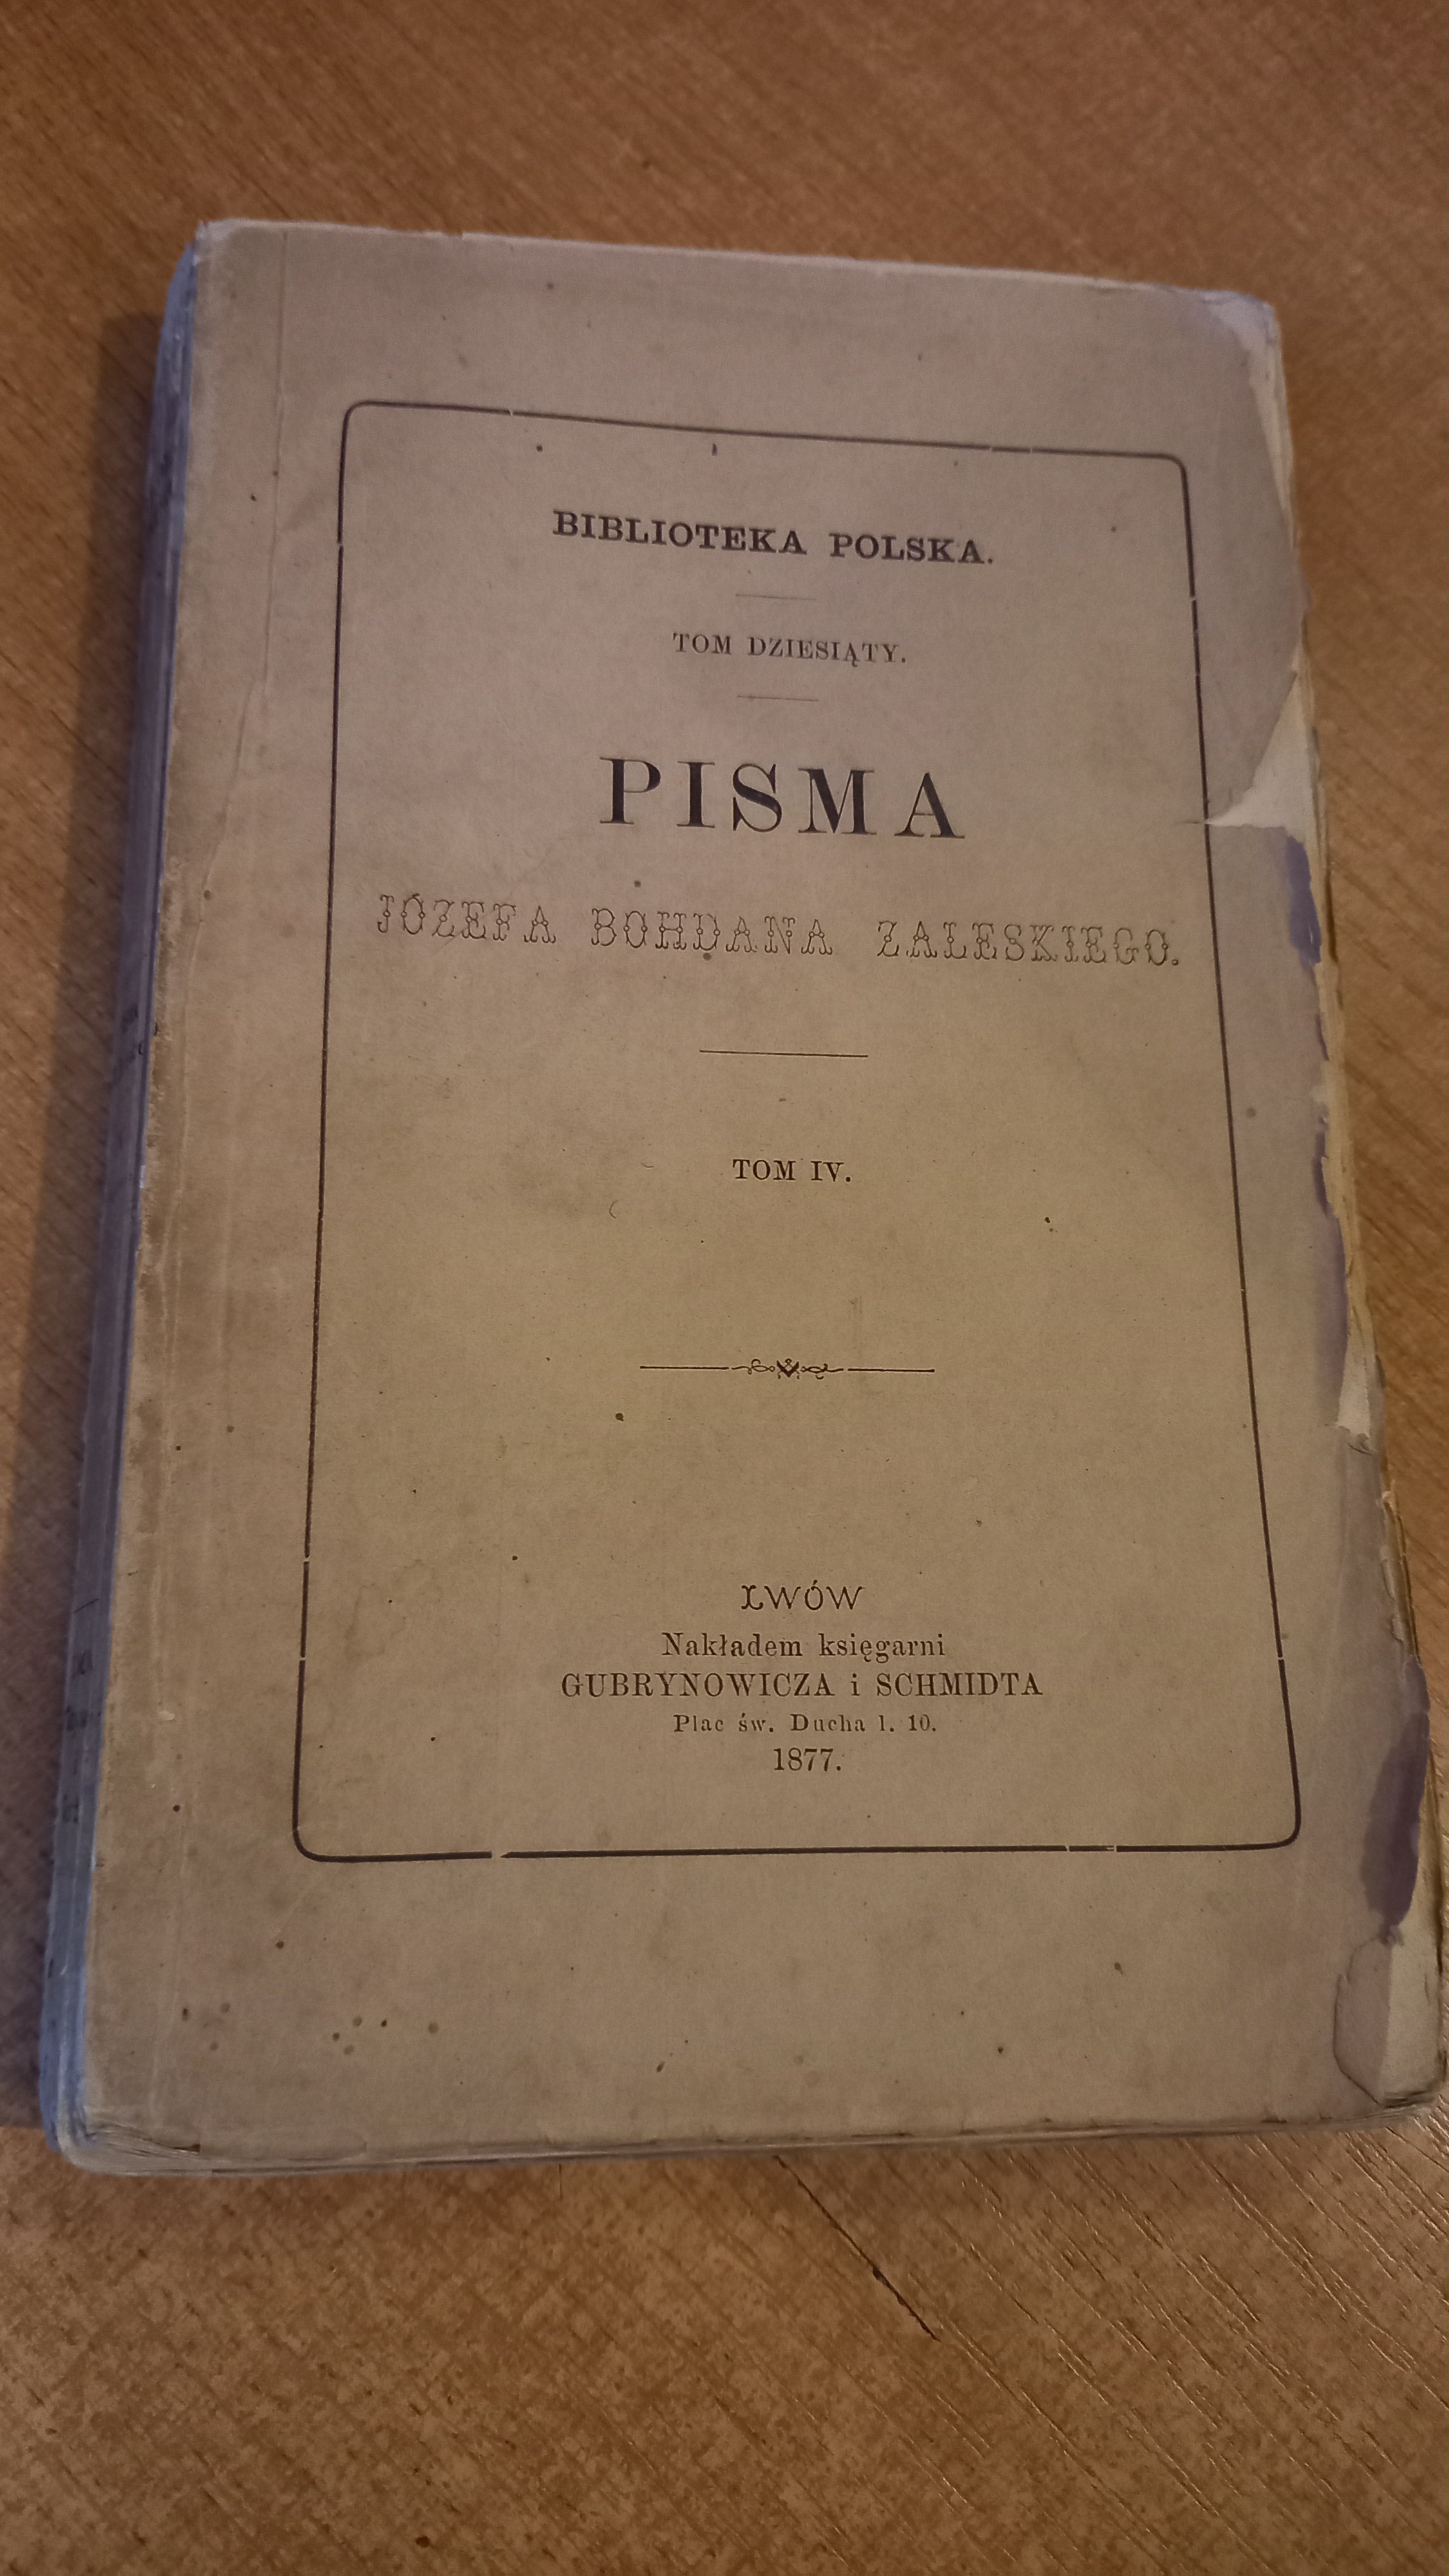 BIBLIOTEKA POLSKA.
TOM DZIESIĄTY.
PISMA
JÓZEFA BOHDANA ZALESKIEGO.
TOM IV.
LWÓW
Nakładem księgarni
GUBRYNOWICZA i SCHMIDTA
Plac św. Ducha l. 10.
1877.